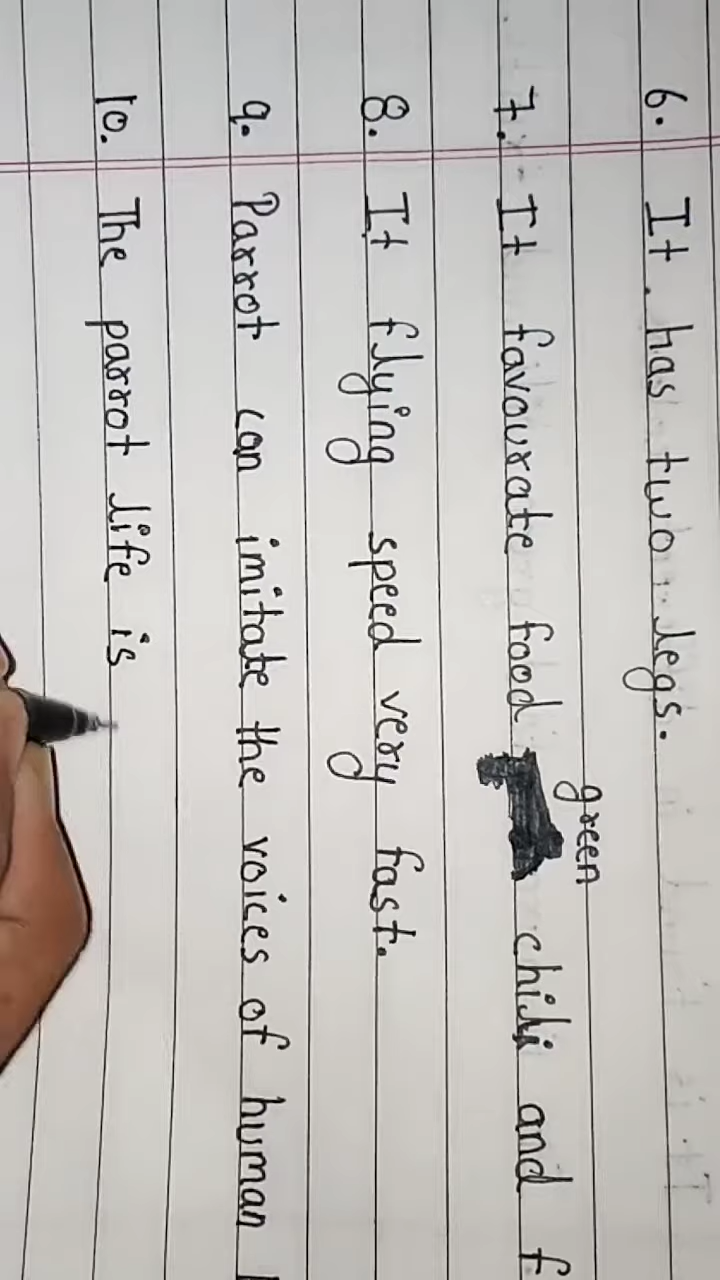 6. It has two legs.
green
7. It favourate food chili and f
8. It flying speed very fast.
9. Parrot can imitate the voices of human
10. The parrot life is